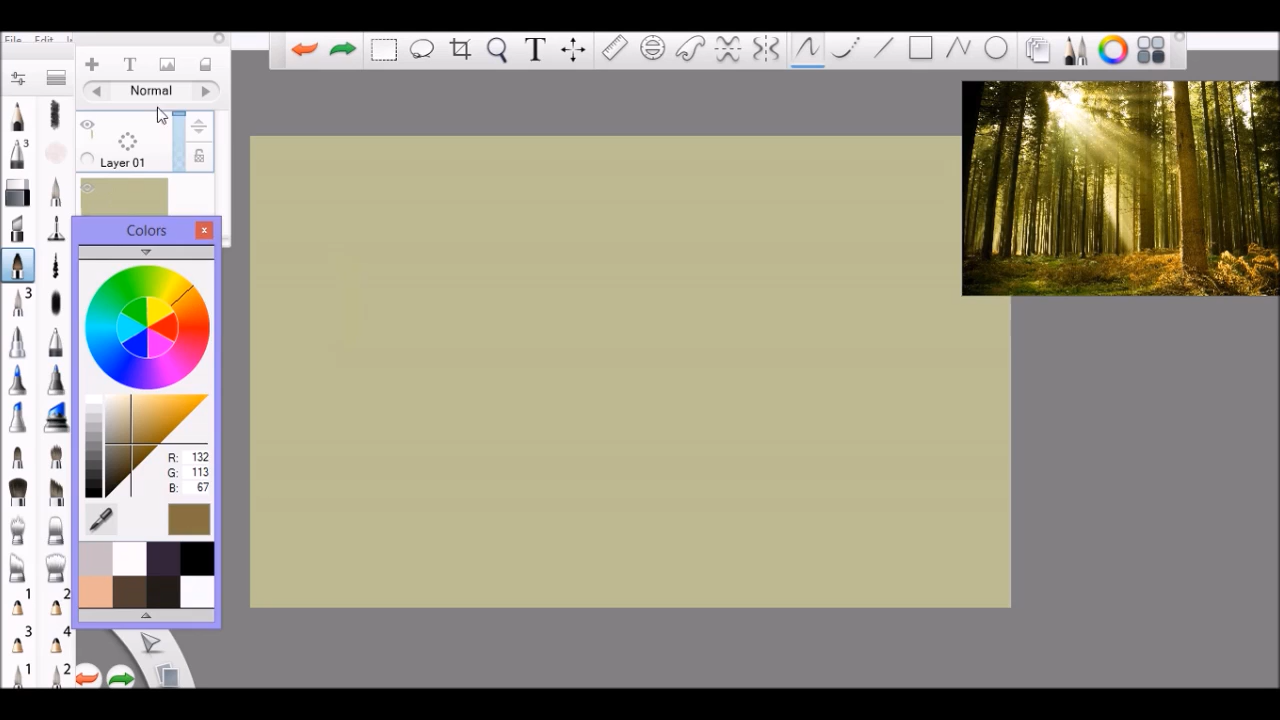 File Edit
T
Normal
Layer 01
3
Colors
3
R: 132
G: 113
B: 67
1 2
3 4
1 2